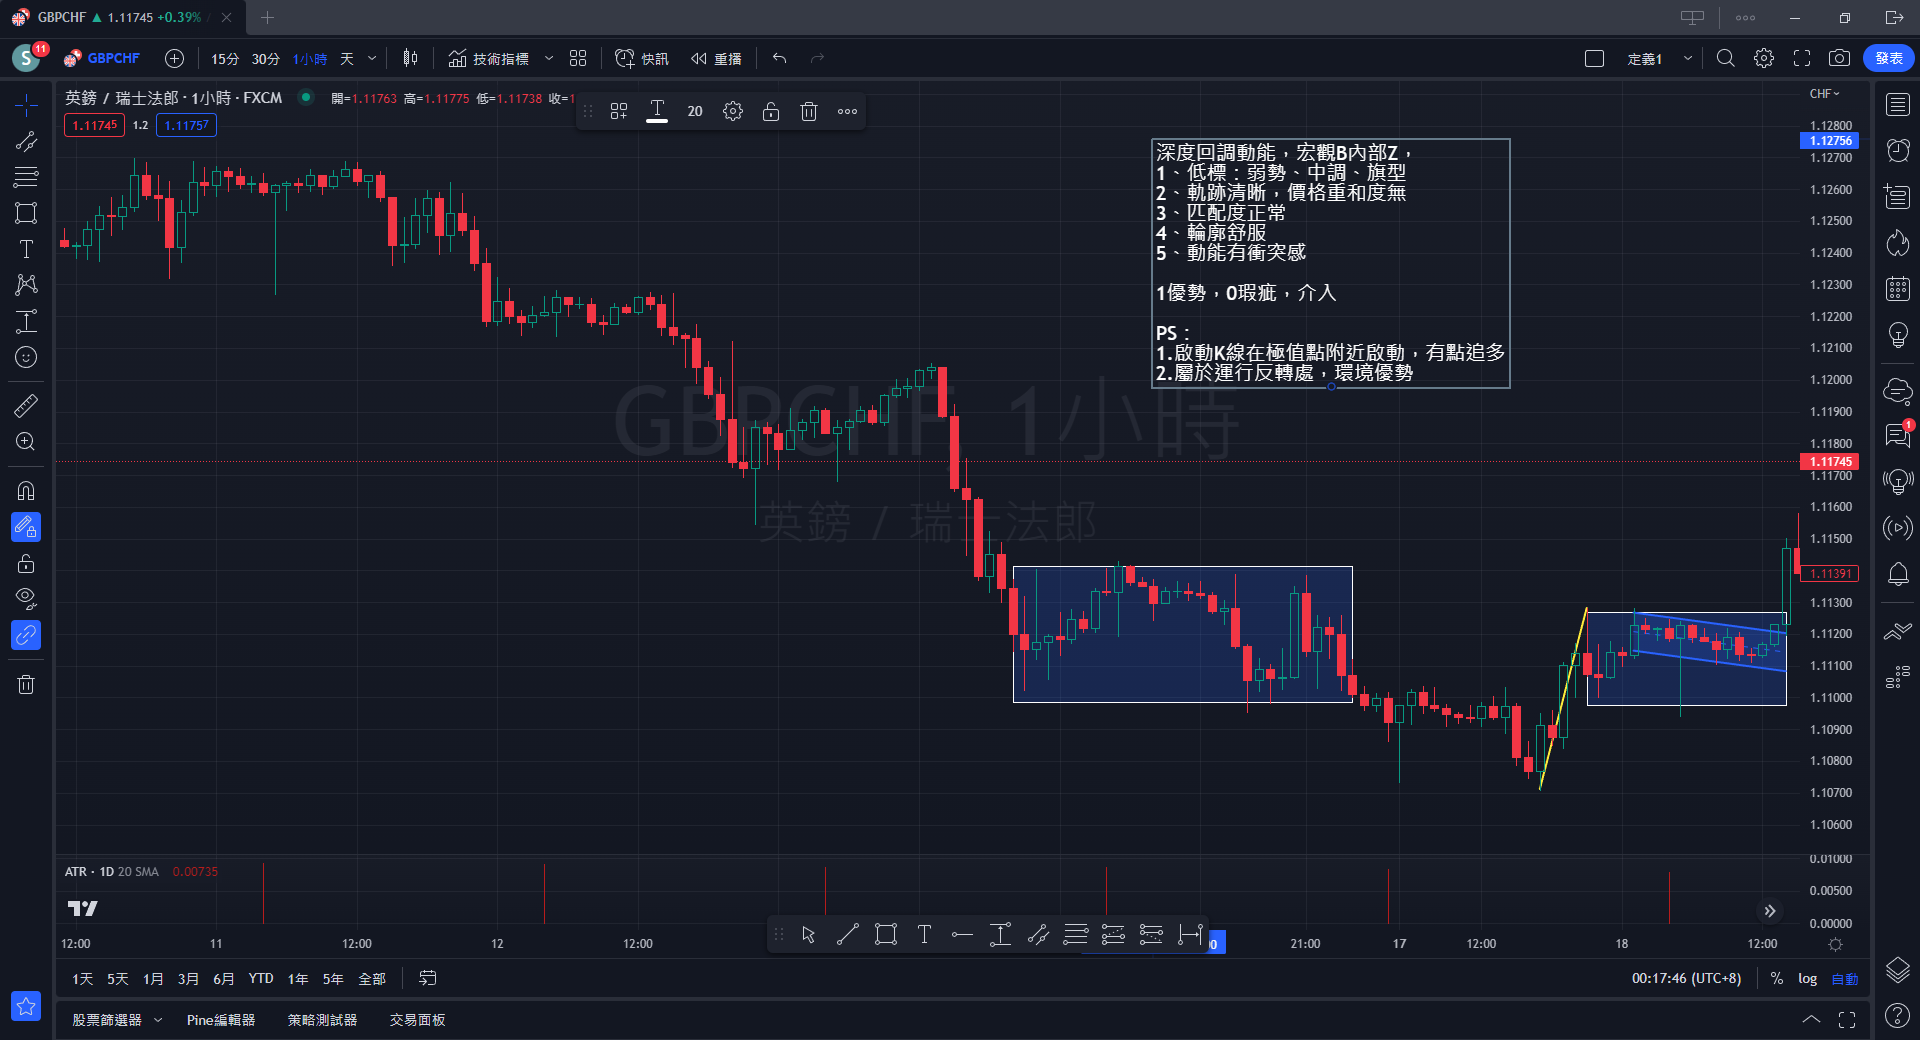 GBPCHF ▲ 1.11745 +0.39% /
S 11 GBPCHF 15分 30分 1小時 天 技術指標 快訊 重播 定義1 發表
英鎊 / 瑞士法郎 · 1小時 · FXCM 開=1.11763 高=1.11775 低=1.11738 收=1
20
CHF
1.11745 1.2 1.11757
深度回調動能，宏觀B內部Z，
1、低標：弱勢、中調、旗型
2、軌跡清晰，價格重和度無
3、匹配度正常
4、輪廓舒服
5、動能有衝突感
1優勢，0瑕疵，介入
PS：
1.啟動K線在極值點附近啟動，有點追多
2.屬於運行反轉處，環境優勢
GBPCHF, 1小時
英鎊 / 瑞士法郎
1.12800
1.12756
1.12700
1.12600
1.12500
1.12400
1.12300
1.12200
1.12100
1.12000
1.11900
1.11800
1.11745
1.11700
1.11600
1.11500
1.11391
1.11300
1.11200
1.11100
1.11000
1.10900
1.10800
1.10700
1.10600
0.01000
0.00500
0.00000
1
ATR · 1D 20 SMA 0.00735
12:00 11 12:00 12 12:00 21:00 17 12:00 18 12:00
1天 5天 1月 3月 6月 YTD 1年 5年 全部 00:17:46 (UTC+8) % log 自動
股票篩選器 Pine編輯器 策略測試器 交易面板